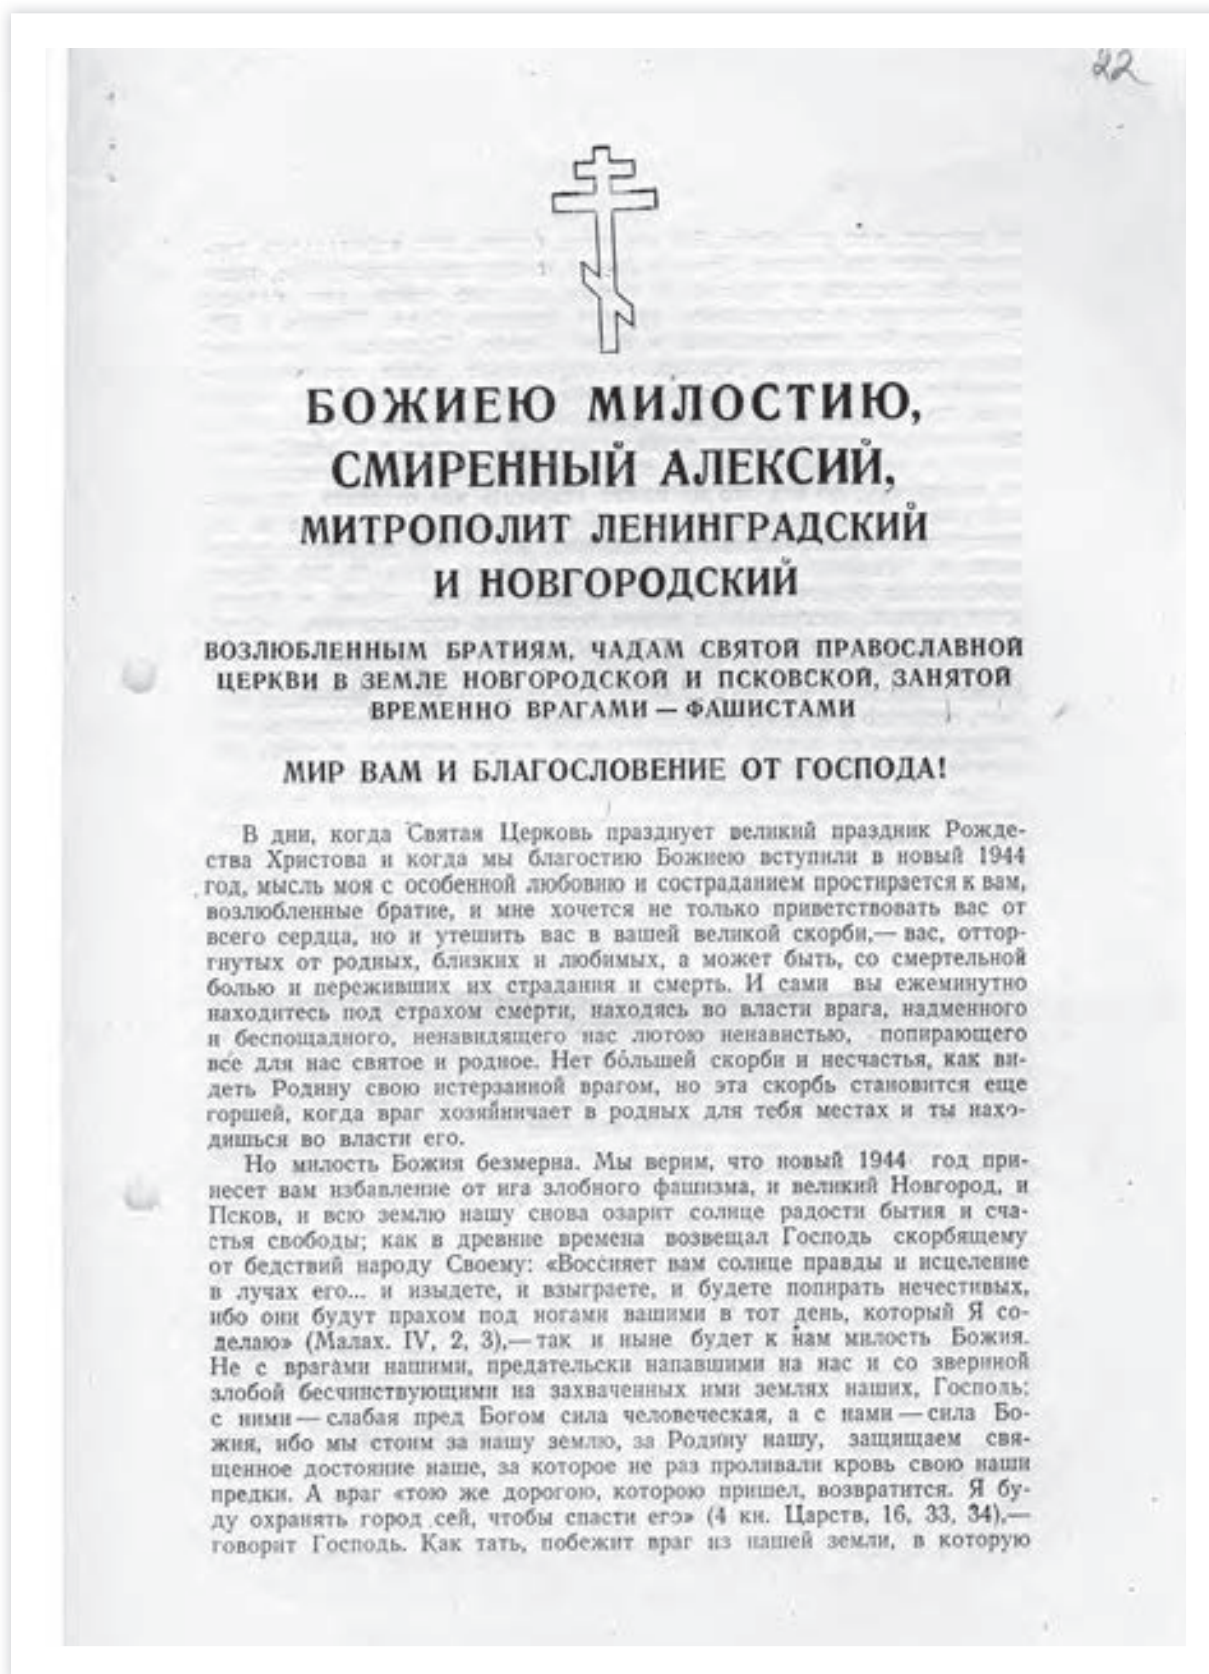 22
БОЖИЕЮ МИЛОСТИЮ,
СМИРЕННЫЙ АЛЕКСИЙ,
МИТРОПОЛИТ ЛЕНИНГРАДСКИЙ
И НОВГОРОДСКИЙ
ВОЗЛЮБЛЕННЫМ БРАТИЯМ, ЧАДАМ СВЯТОЙ ПРАВОСЛАВНОЙ
ЦЕРКВИ В ЗЕМЛЕ НОВГОРОДСКОЙ И ПСКОВСКОЙ, ЗАНЯТОЙ
ВРЕМЕННО ВРАГАМИ — ФАШИСТАМИ
МИР ВАМ И БЛАГОСЛОВЕНИЕ ОТ ГОСПОДА!
В дни, когда Святая Церковь празднует великий праздник Рожде-
ства Христова и когда мы благостию Божиею вступили в новый 1944
год, мысль моя с особенной любовию и состраданием простирается к вам,
возлюбленные братие, и мне хочется не только приветствовать вас от
всего сердца, но и утешить вас в вашей великой скорби,— вас, оттор-
гнутых от родных, близких и любимых, а может быть, со смертельной
болью и переживших их страдания и смерть. И сами вы ежеминутно
находитесь под страхом смерти, находясь во власти врага, надменного
и беспощадного, ненавидящего нас лютою ненавистью, попирающего
всё для нас святое и родное. Нет бо́льшей скорби и несчастья, как ви-
деть Родину свою истерзанной врагом, но эта скорбь становится еще
горшей, когда враг хозяйничает в родных для тебя местах и ты нахо-
дишься во власти его.
Но милость Божия безмерна. Мы верим, что новый 1944 год при-
несет вам избавление от ига злобного фашизма, и великий Новгород, и
Псков, и всю землю нашу снова озарит солнце радости бытия и сча-
стья свободы; как в древние времена возвещал Господь скорбящему
от бедствий народу Своему: «Воссияет вам солнце правды и исцеление
в лучах его... и изыдете, и взыграете, и будете попирать нечестивых,
ибо они будут прахом под ногами вашими в тот день, который Я со-
делаю» (Малах. IV, 2, 3),— так и ныне будет к нам милость Божия.
Не с врагами нашими, предательски напавшими на нас и со звериной
злобой бесчинствующими на захваченных ими землях наших, Господь;
с ними — слабая пред Богом сила человеческая, а с нами — сила Бо-
жия, ибо мы стоим за нашу землю, за Родину нашу, защищаем свя-
щенное достояние наше, за которое не раз проливали кровь свою наши
предки. А враг «тою же дорогою, которою пришел, возвратится. Я бу-
ду охранять город сей, чтобы спасти его» (4 кн. Царств, 16, 33, 34),—
говорит Господь. Как тать, побежит враг из нашей земли, в которую